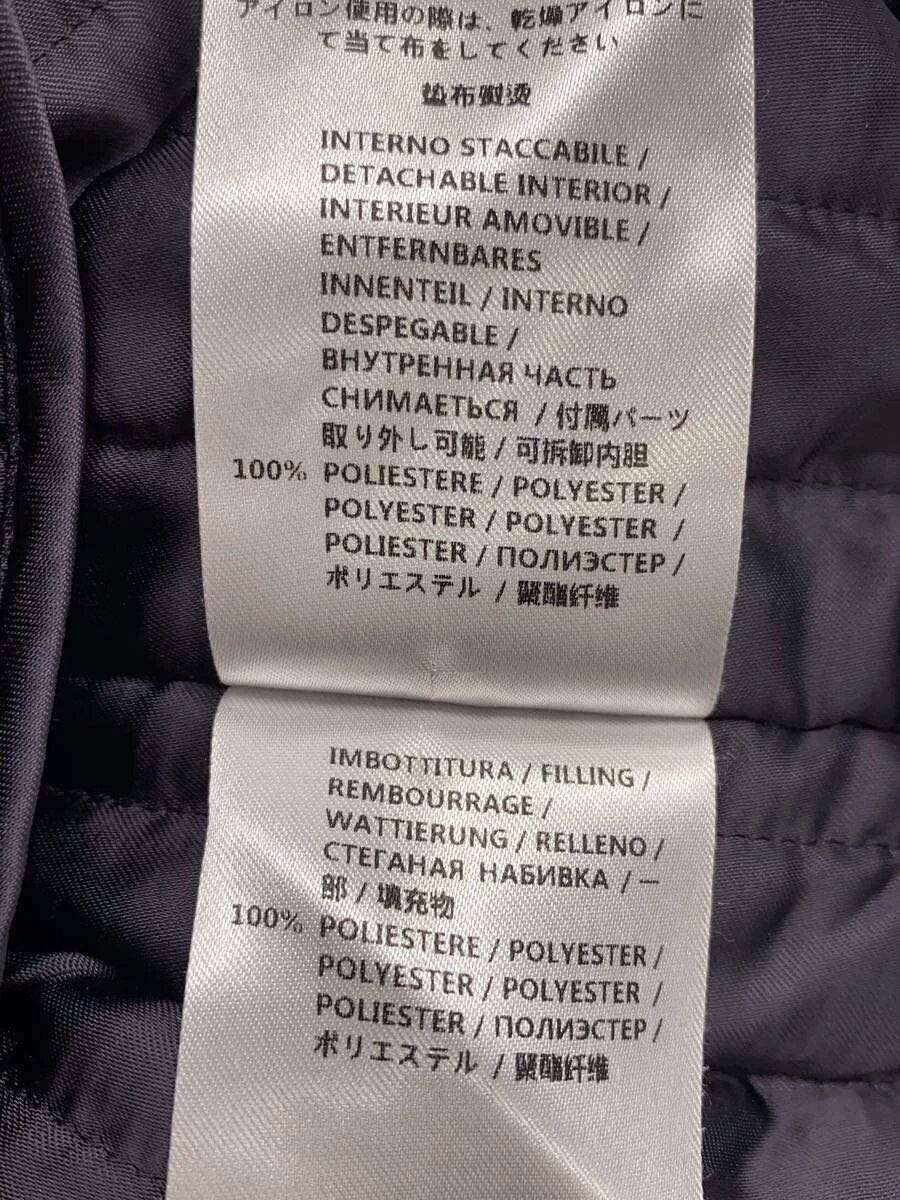 アイロン使用の際は、乾燥アイロンに
て当て布をしてください
垫布熨烫
INTERNO STACCABILE /
DETACHABLE INTERIOR /
INTERIEUR AMOVIBLE /
ENTFERNBARES
INNENTEIL / INTERNO
DESPEGABLE /
ВНУТРЕННАЯ ЧАСТЬ
СНИМАЕТЬСЯ / 付属パーツ
取り外し可能 / 可拆卸内胆
100% POLIESTERE / POLYESTER /
POLYESTER / POLYESTER /
POLIESTER / ПОЛИЭСТЕР /
ポリエステル / 聚酯纤维
IMBOTTITURA / FILLING /
REMBOURRAGE /
WATTIERUNG / RELLENO /
СТЕГАНАЯ НАБИВКА / 一
部 / 填充物
100% POLIESTERE / POLYESTER /
POLYESTER / POLYESTER /
POLIESTER / ПОЛИЭСТЕР /
ポリエステル / 聚酯纤维